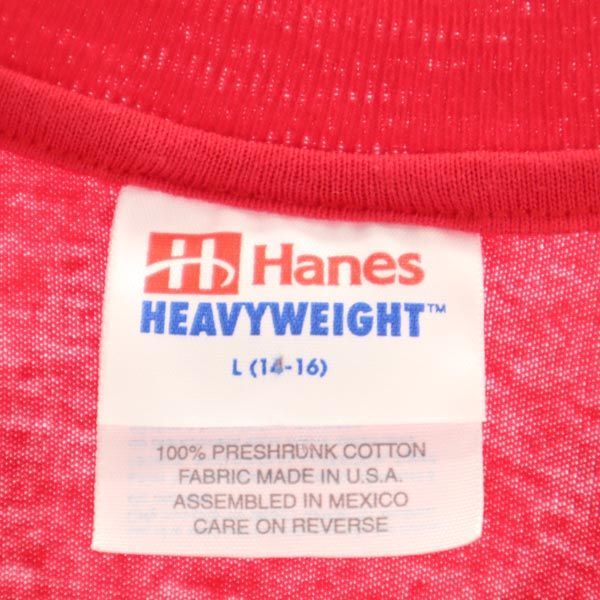 Hanes
HEAVYWEIGHT™
L (14-16)
100% PRESHRUNK COTTON
FABRIC MADE IN U.S.A.
ASSEMBLED IN MEXICO
CARE ON REVERSE